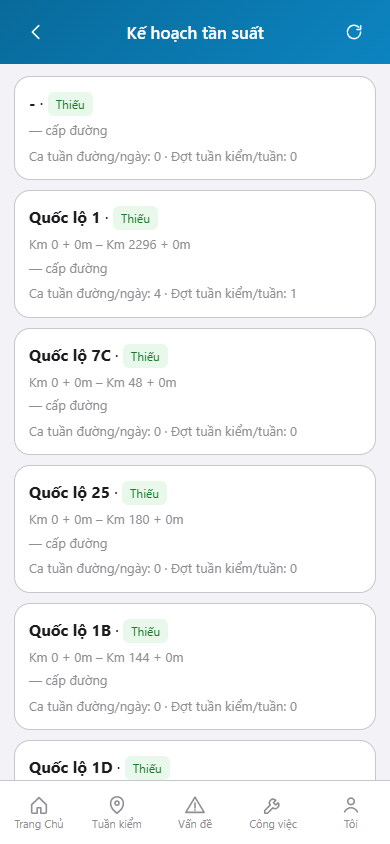 Kế hoạch tần suất
- · Thiếu
— cấp đường
Ca tuần đường/ngày: 0 · Đợt tuần kiểm/tuần: 0
Quốc lộ 1 · Thiếu
Km 0 + 0m – Km 2296 + 0m
— cấp đường
Ca tuần đường/ngày: 4 · Đợt tuần kiểm/tuần: 1
Quốc lộ 7C · Thiếu
Km 0 + 0m – Km 48 + 0m
— cấp đường
Ca tuần đường/ngày: 0 · Đợt tuần kiểm/tuần: 0
Quốc lộ 25 · Thiếu
Km 0 + 0m – Km 180 + 0m
— cấp đường
Ca tuần đường/ngày: 0 · Đợt tuần kiểm/tuần: 0
Quốc lộ 1B · Thiếu
Km 0 + 0m – Km 144 + 0m
— cấp đường
Ca tuần đường/ngày: 0 · Đợt tuần kiểm/tuần: 0
Quốc lộ 1D · Thiếu
Trang Chủ Tuần kiểm Vấn đề Công việc Tôi